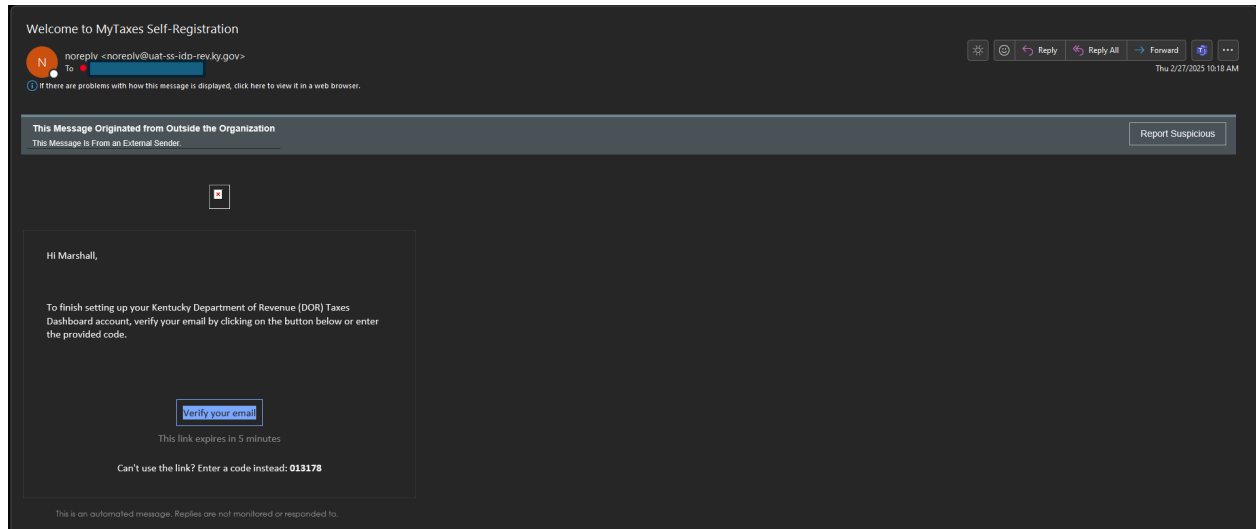 Welcome to MyTaxes Self-Registration
N
noreply <noreply@uat-ss-idp-rev.ky.gov>
To
Reply
Reply All
Forward
Thu 2/27/2025 10:18 AM
If there are problems with how this message is displayed, click here to view it in a web browser.
This Message Originated from Outside the Organization
This Message Is From an External Sender.
Report Suspicious
Hi Marshall,
To finish setting up your Kentucky Department of Revenue (DOR) Taxes
Dashboard account, verify your email by clicking on the button below or enter
the provided code.
Verify your email
This link expires in 5 minutes
Can't use the link? Enter a code instead: 013178
This is an automated message. Replies are not monitored or responded to.